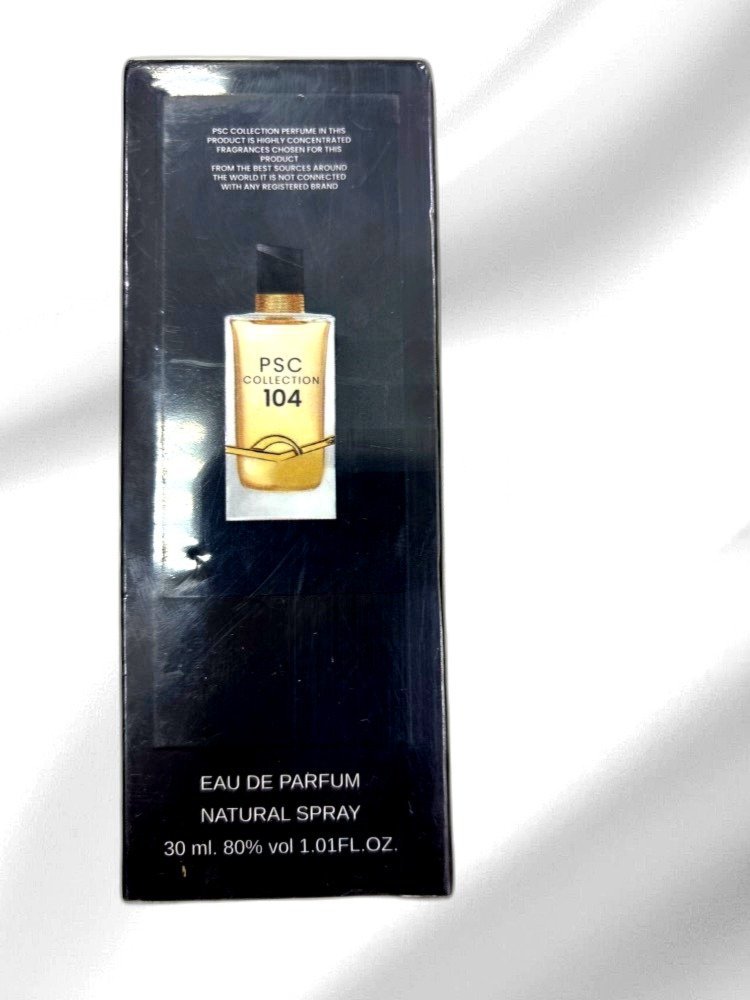 PSC COLLECTION PERFUME IN THIS
PRODUCT IS HIGHLY CONCENTRATED
FRAGRANCES CHOSEN FOR THIS
PRODUCT
FROM THE BEST SOURCES AROUND
THE WORLD IT IS NOT CONNECTED
WITH ANY REGISTERED BRAND
PSC
COLLECTION
104
EAU DE PARFUM
NATURAL SPRAY
30 ml. 80% vol 1.01FL.OZ.